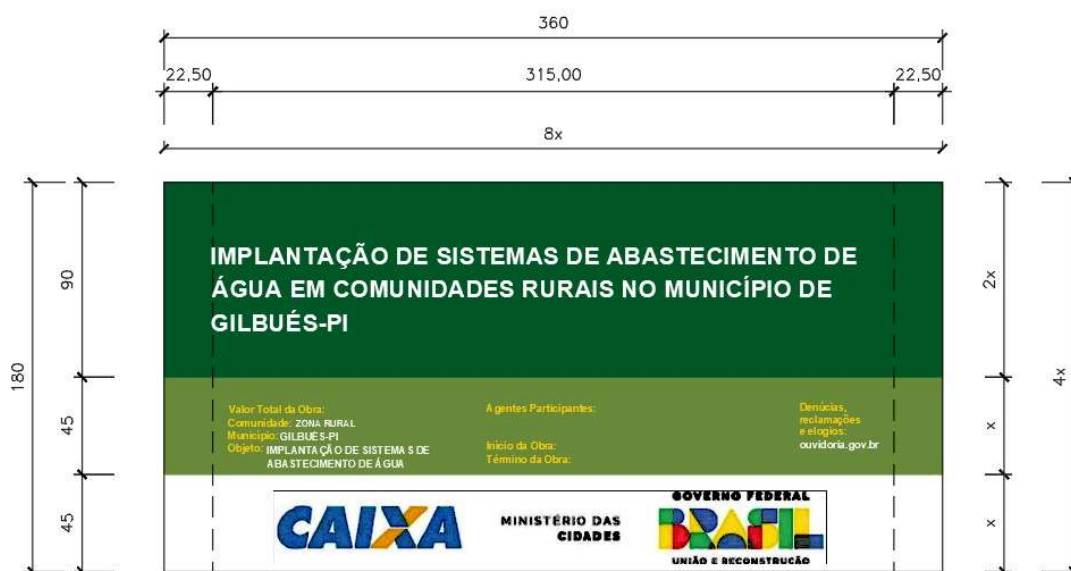 360
22,50 315,00 22,50
8x
IMPLANTAÇÃO DE SISTEMAS DE ABASTECIMENTO DE
ÁGUA EM COMUNIDADES RURAIS NO MUNICÍPIO DE
GILBUÉS-PI
180
90
45
45
2x
x
x
4x
Valor Total da Obra:
Comunidade: ZONA RURAL
Município: GILBUÉS-PI
Objeto: IMPLANTAÇÃO DE SISTEMAS DE
ABASTECIMENTO DE ÁGUA
Agentes Participantes:
Início da Obra:
Término da Obra:
Denúcias,
reclamações
e elogios:
ouvidoria.gov.br
CAIXA
MINISTÉRIO DAS
CIDADES
GOVERNO FEDERAL
BRASIL
UNIÃO E RECONSTRUÇÃO